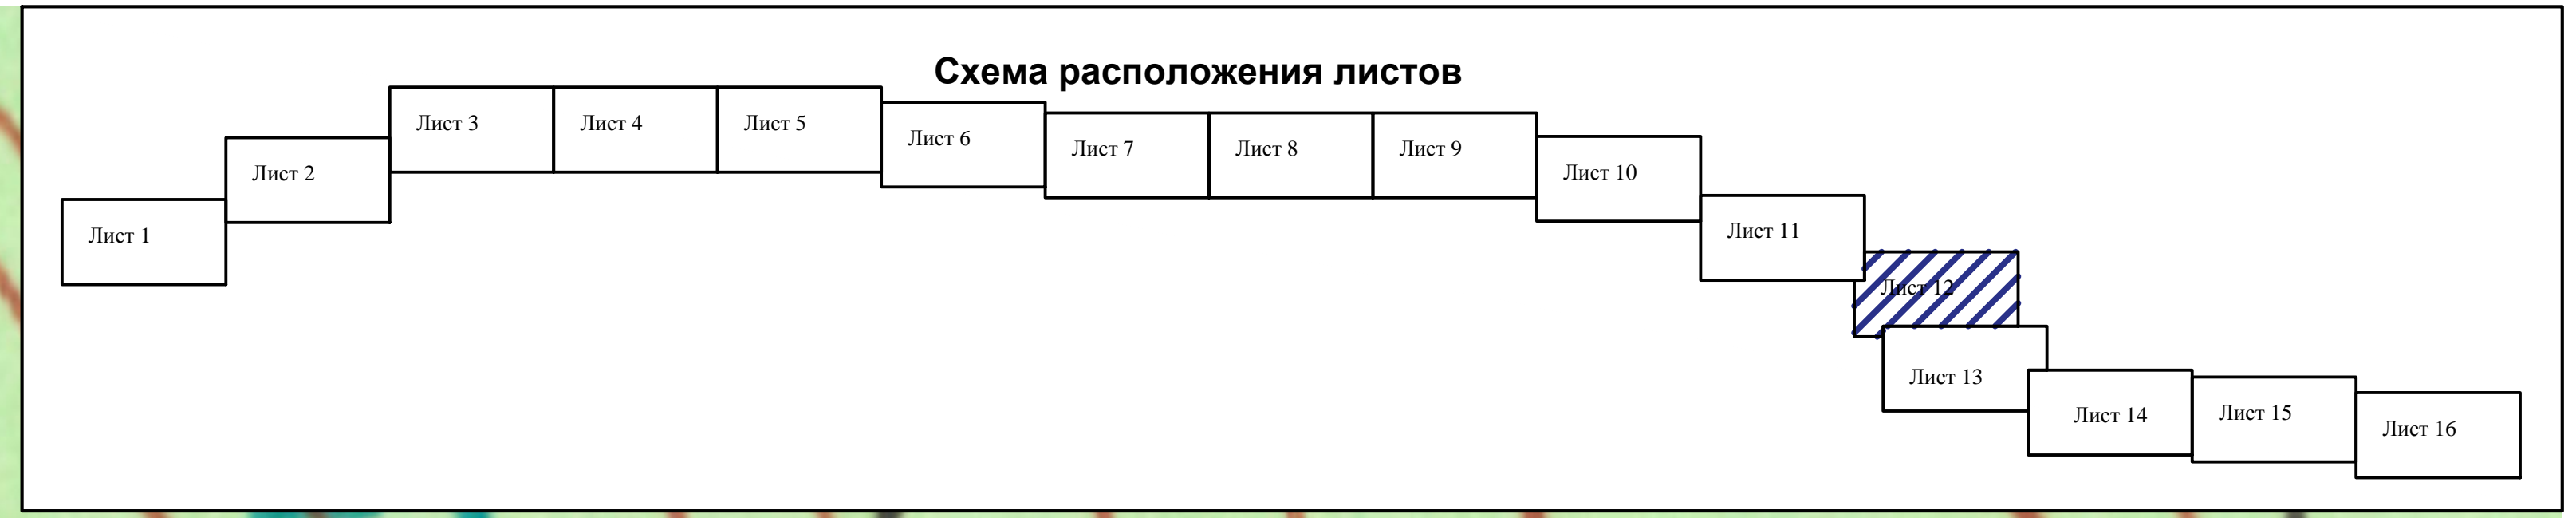 Схема расположения листов
Лист 1
Лист 2
Лист 3
Лист 4
Лист 5
Лист 6
Лист 7
Лист 8
Лист 9
Лист 10
Лист 11
Лист 12
Лист 13
Лист 14
Лист 15
Лист 16